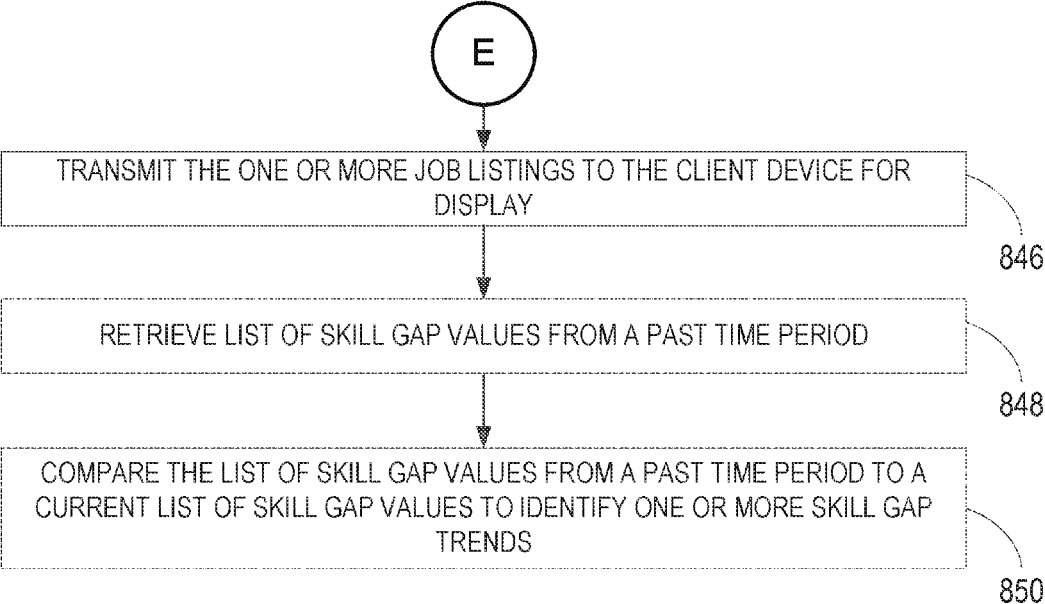 E
TRANSMIT THE ONE OR MORE JOB LISTINGS TO THE CLIENT DEVICE FOR
DISPLAY
846
RETRIEVE LIST OF SKILL GAP VALUES FROM A PAST TIME PERIOD
848
COMPARE THE LIST OF SKILL GAP VALUES FROM A PAST TIME PERIOD TO A
CURRENT LIST OF SKILL GAP VALUES TO IDENTIFY ONE OR MORE SKILL GAP
TRENDS
850